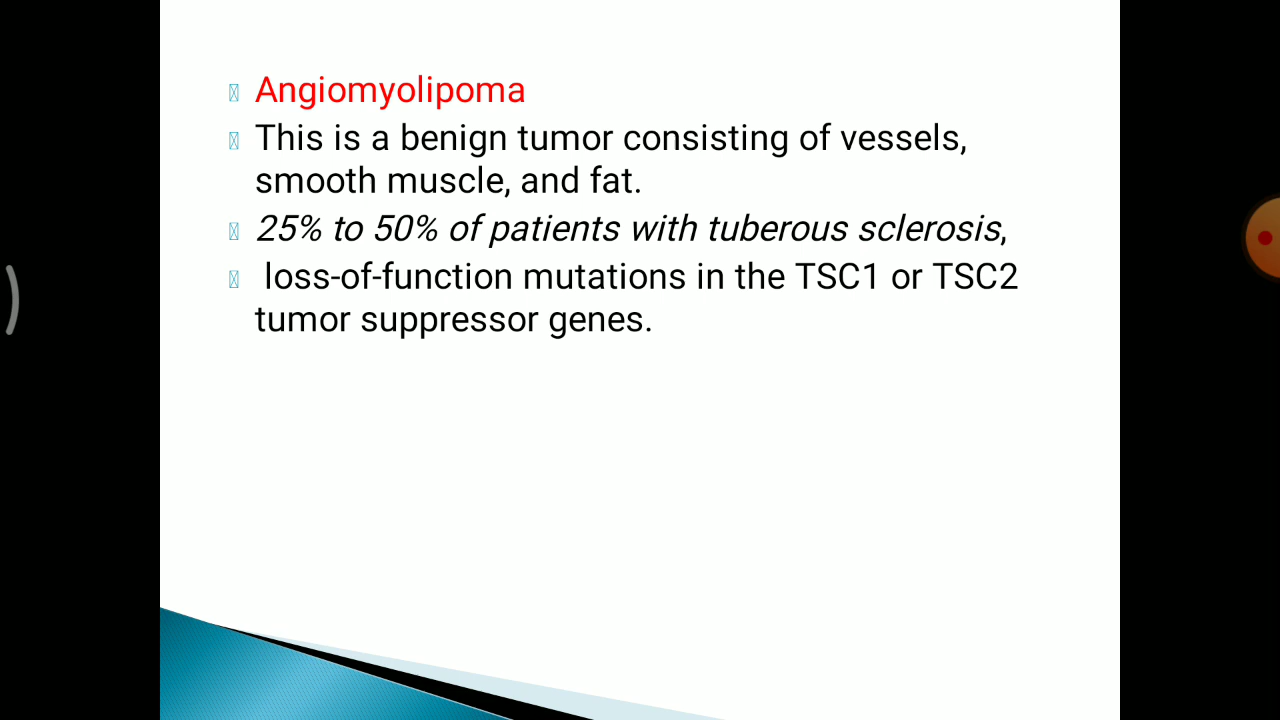 Angiomyolipoma
This is a benign tumor consisting of vessels,
smooth muscle, and fat.
25% to 50% of patients with tuberous sclerosis,
loss-of-function mutations in the TSC1 or TSC2
tumor suppressor genes.